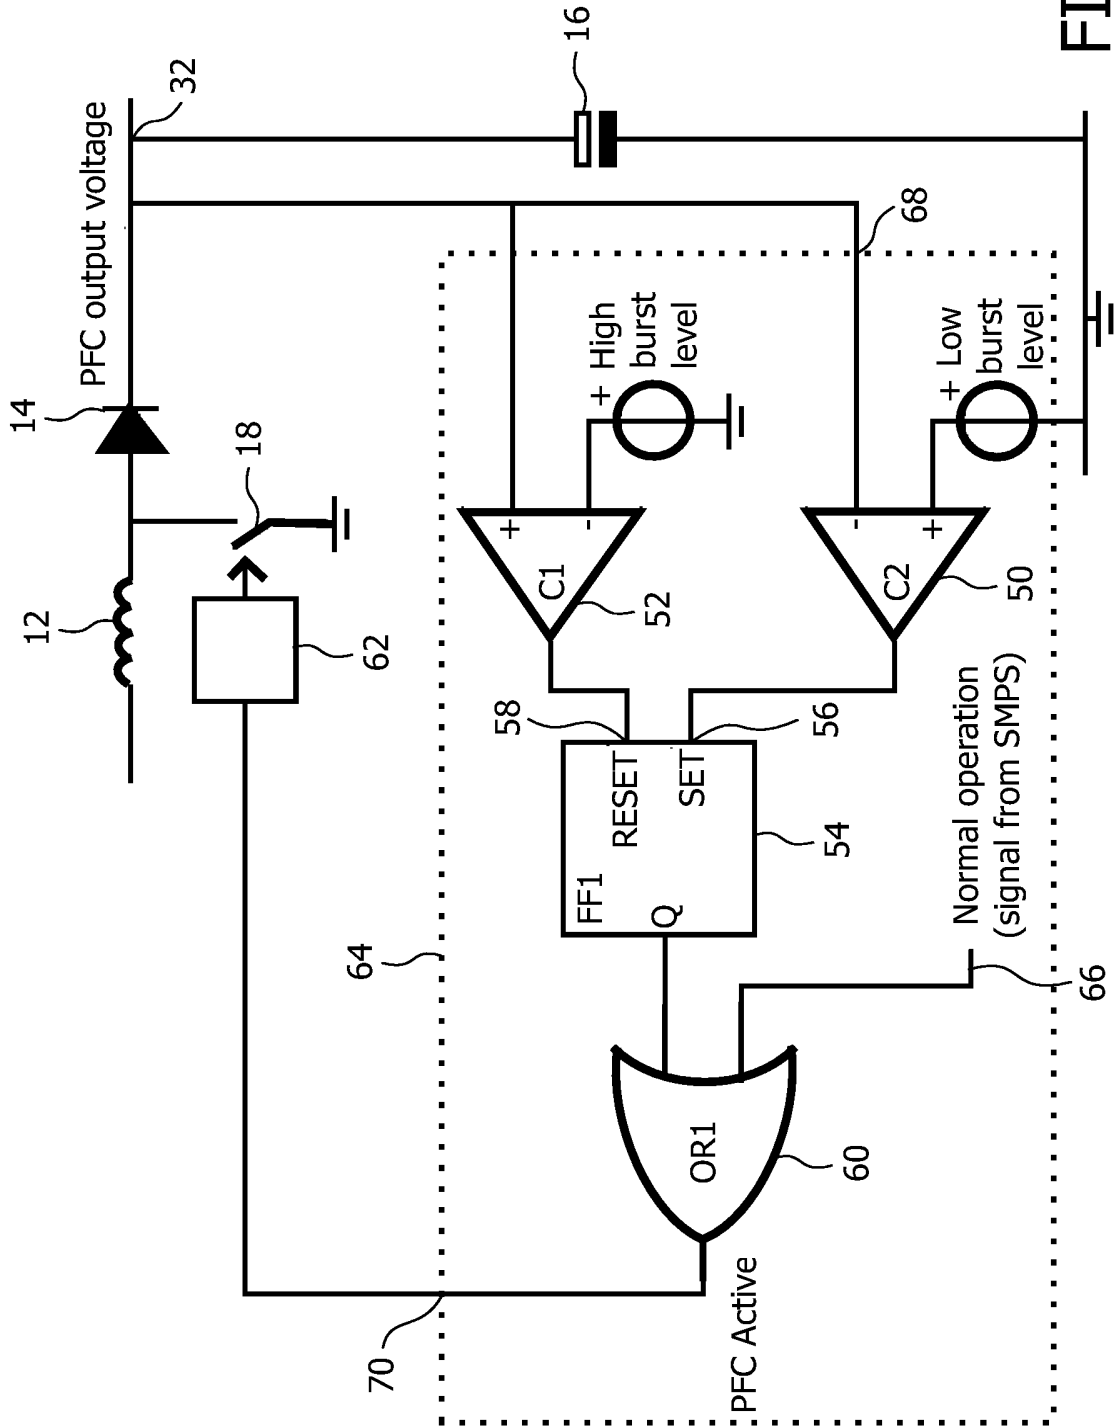 FI
PFC output voltage
32
16
14
18
12
62
68
+ High
burst
level
+ Low
burst
level
+
-
C1
52
-
+
C2
50
58
56
RESET
SET
FF1
Q
54
64
Normal operation
(signal from SMPS)
66
OR1
60
70
PFC Active